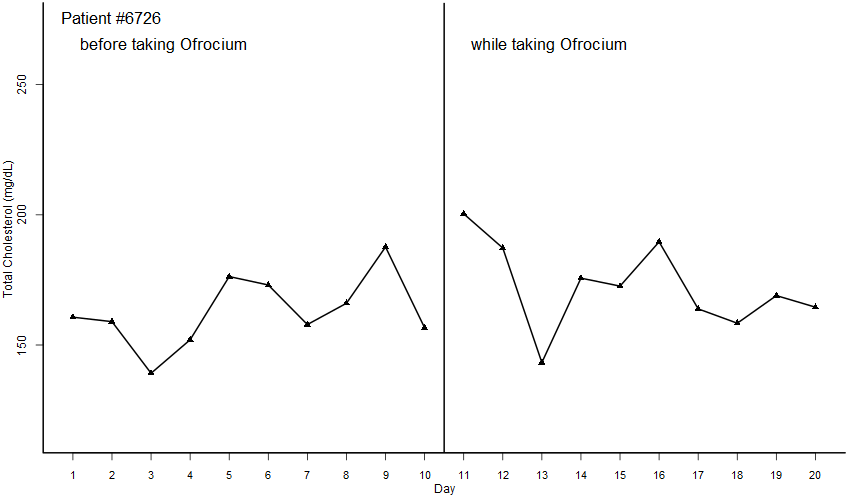 Patient #6726
before taking Ofrocium
while taking Ofrocium
250
200
150
Total Cholesterol (mg/dL)
1 2 3 4 5 6 7 8 9 10 11 12 13 14 15 16 17 18 19 20
Day